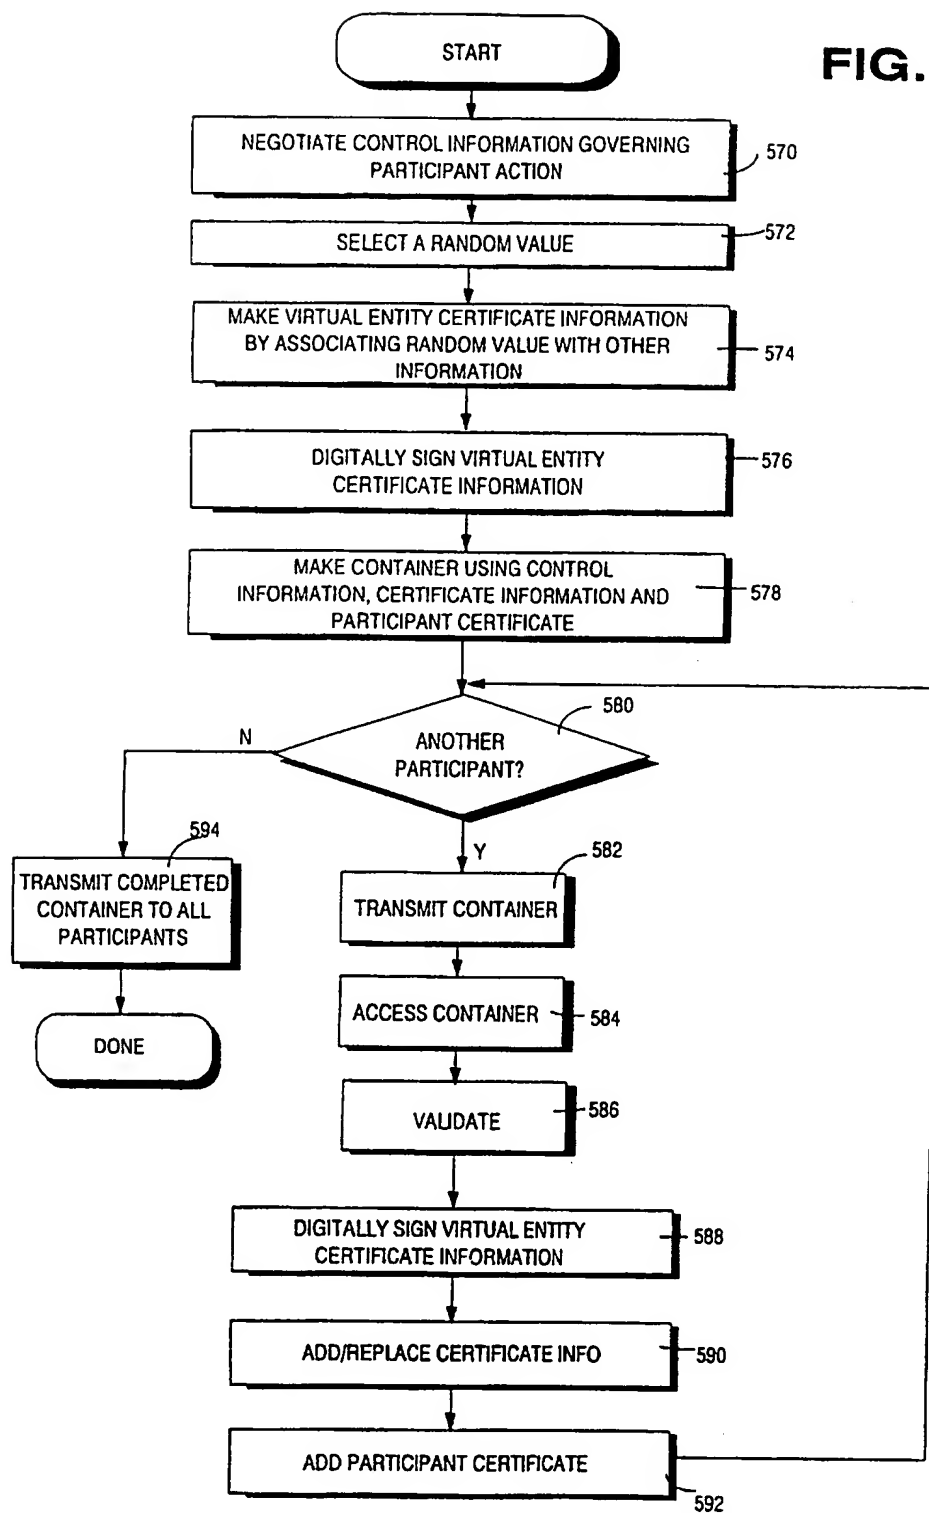 START
FIG.
NEGOTIATE CONTROL INFORMATION GOVERNING
PARTICIPANT ACTION
570
SELECT A RANDOM VALUE
572
MAKE VIRTUAL ENTITY CERTIFICATE INFORMATION
BY ASSOCIATING RANDOM VALUE WITH OTHER
INFORMATION
574
DIGITALLY SIGN VIRTUAL ENTITY
CERTIFICATE INFORMATION
576
MAKE CONTAINER USING CONTROL
INFORMATION, CERTIFICATE INFORMATION AND
PARTICIPANT CERTIFICATE
578
580
ANOTHER
PARTICIPANT?
N
Y
594
TRANSMIT COMPLETED
CONTAINER TO ALL
PARTICIPANTS
DONE
582
TRANSMIT CONTAINER
ACCESS CONTAINER
584
VALIDATE
586
DIGITALLY SIGN VIRTUAL ENTITY
CERTIFICATE INFORMATION
588
ADD/REPLACE CERTIFICATE INFO
590
ADD PARTICIPANT CERTIFICATE
592